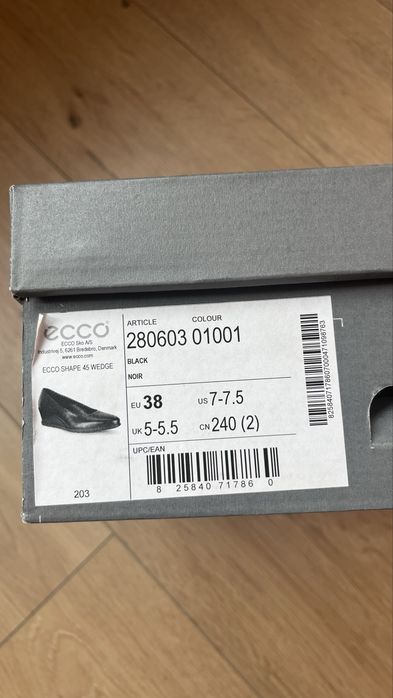 ecco
ECCO Sko A/S
Industrivej 5, 6261 Bredebro, Denmark
www.ecco.com
ECCO SHAPE 45 WEDGE
203
ARTICLE COLOUR
280603 01001
BLACK
NOIR
EU 38 US 7-7.5
UK 5-5.5 CN 240 (2)
UPC/EAN
8 25840 71786 0